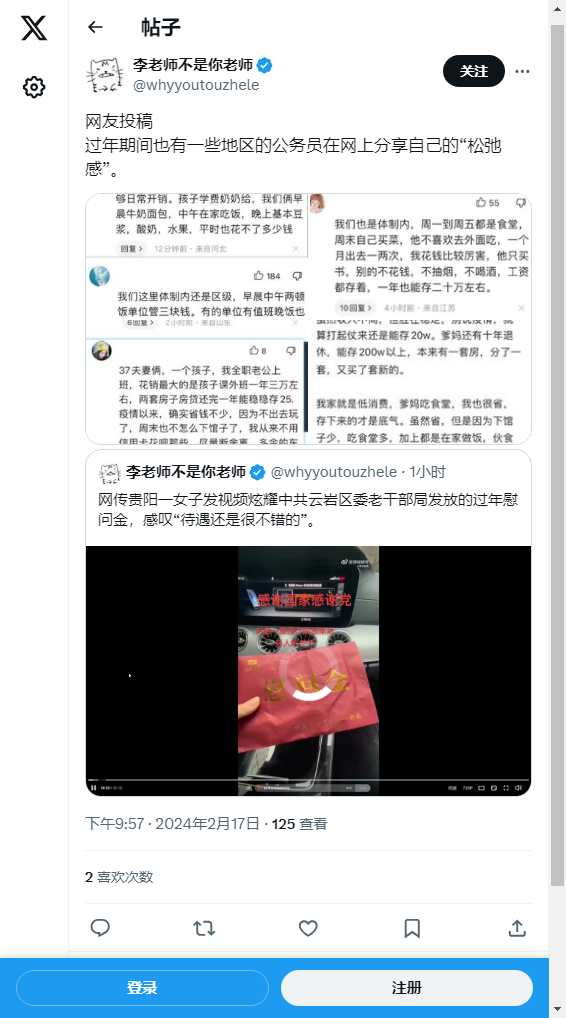 帖子
李老师不是你老师
@whyyoutouzhele
关注
网友投稿
过年期间也有一些地区的公务员在网上分享自己的“松弛
感”。
够日常开销。孩子学费奶奶给，我们俩早
晨牛奶面包，中午在家吃饭，晚上基本豆
浆，酸奶，水果，平时也花不了多少钱
回复 12分钟前 · 来自河北
184
我们这里体制内还是区级，早晨中午两顿
饭单位管三块钱。有的单位有值班晚饭也
6回复 2小时前 · 来自山东
8
37夫妻俩，一个孩子，我全职老公上
班，花销最大的是孩子课外班一年三万左
右，两套房子房贷还完一年能稳稳存25.
疫情以来，确实省钱不少，因为不出去玩
了，周末也不怎么下馆子了，我从来不用
信用卡花呗那些，尽量断舍离，多余的东
55
我们也是体制内，周一到周五都是食堂，
周末自己买菜，他不喜欢去外面吃，一个
月出去一两次，我花钱比较厉害，他只买
书，别的不花钱，不抽烟，不喝酒，工资
都存着，一年也能存二十万左右。
10回复 4小时前 · 来自江苏
算打起仗来还是能存20w。爹妈还有十年退
休，能存200w以上，本来有一套房，分了一
套，又买了套新的。
我家就是低消费，爹妈吃食堂，我也很省，
存下来的才是底气。虽然省，但是因为下馆
子少，吃食堂多，加上都是在家做饭，伙食
李老师不是你老师 @whyyoutouzhele · 1小时
网传贵阳一女子发视频炫耀中共云岩区委老干部局发放的过年慰
问金，感叹“待遇还是很不错的”。
感谢国家感谢党
慰问金
下午9:57 · 2024年2月17日 · 125 查看
2 喜欢次数
登录
注册